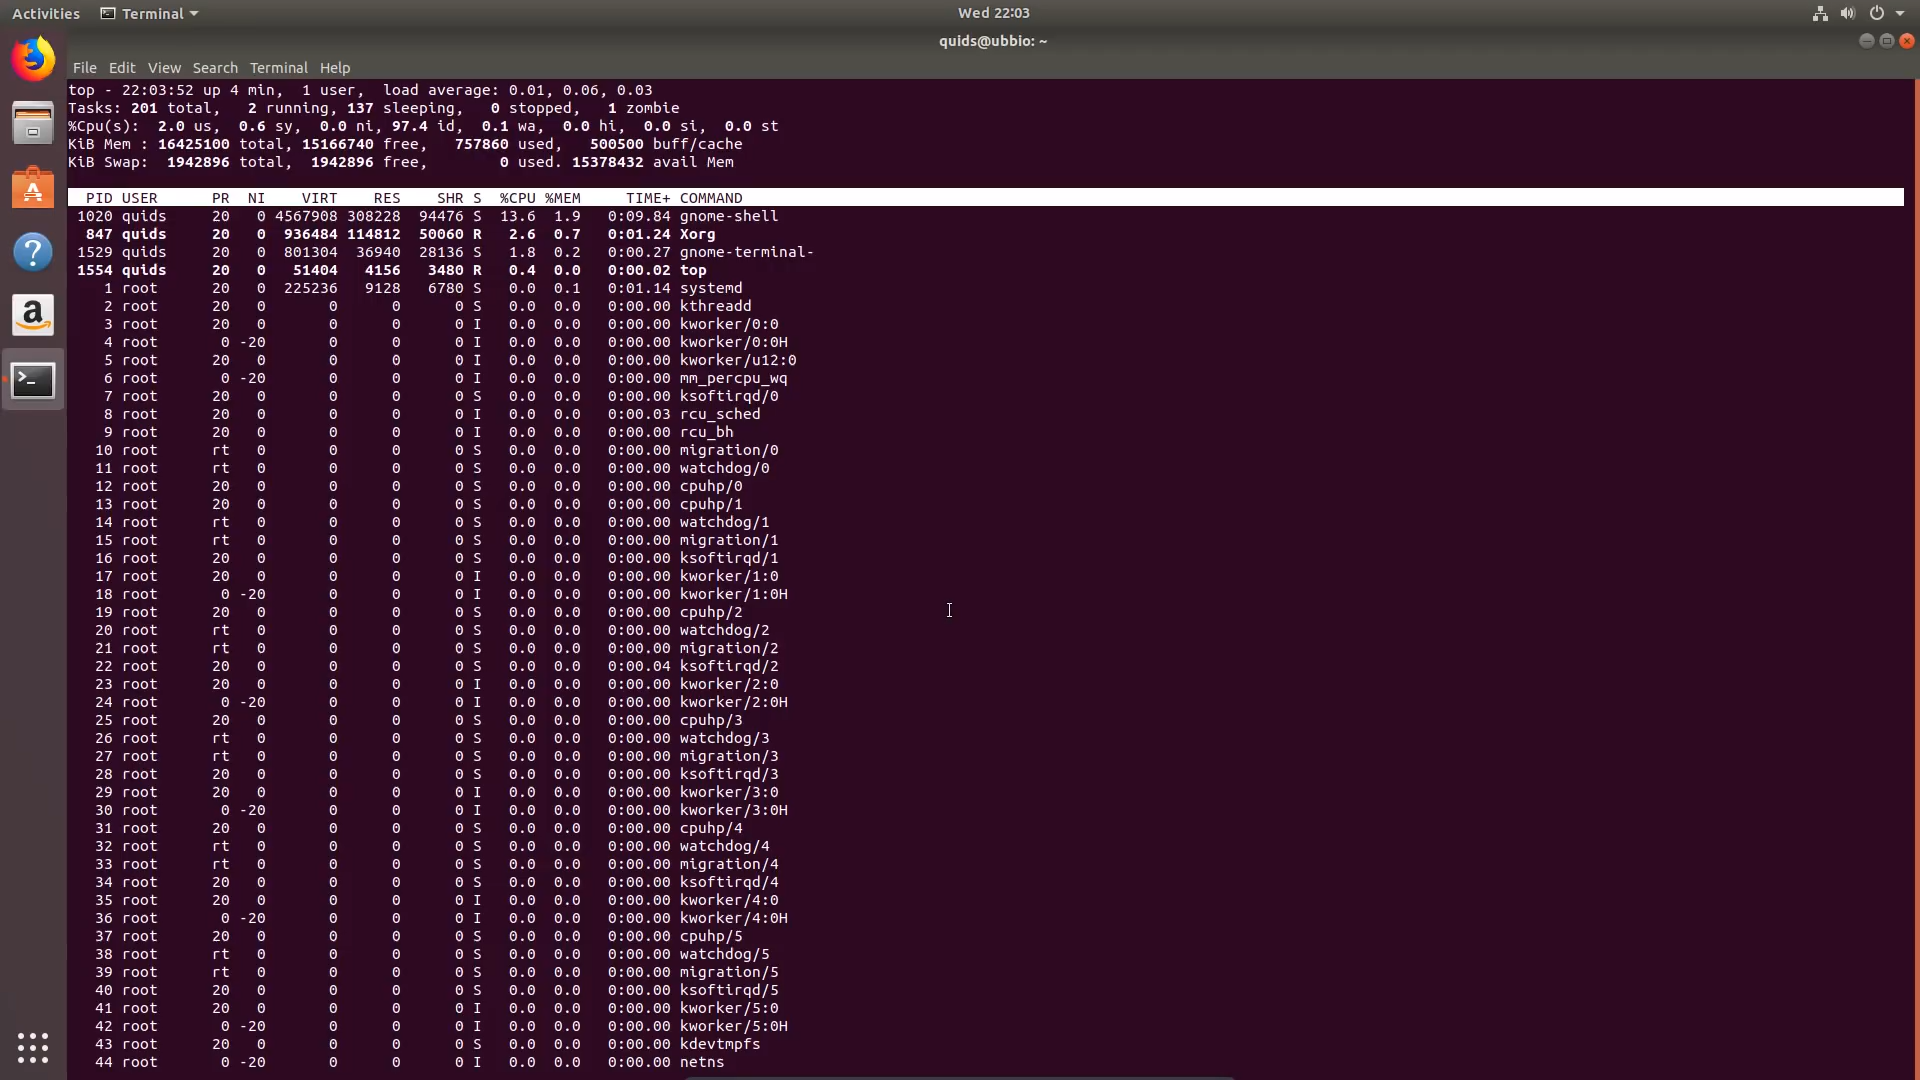 Activities Terminal Wed 22:03
quids@ubbio: ~
File Edit View Search Terminal Help
top - 22:03:52 up 4 min,  1 user,  load average: 0.01, 0.06, 0.03
Tasks: 201 total,   2 running, 137 sleeping,   0 stopped,   1 zombie
%Cpu(s):  2.0 us,  0.6 sy,  0.0 ni, 97.4 id,  0.1 wa,  0.0 hi,  0.0 si,  0.0 st
KiB Mem : 16425100 total, 15166740 free,   757860 used,   500500 buff/cache
KiB Swap:  1942896 total,  1942896 free,        0 used. 15378432 avail Mem
PID USER PR NI VIRT RES SHR S %CPU %MEM TIME+ COMMAND
1020 quids 20 0 4567908 308228 94476 S 13.6 1.9 0:09.84 gnome-shell
847 quids 20 0 936484 114812 50060 R 2.6 0.7 0:01.24 Xorg
1529 quids 20 0 801304 36940 28136 S 1.8 0.2 0:00.27 gnome-terminal-
1554 quids 20 0 51404 4156 3480 R 0.4 0.0 0:00.02 top
1 root 20 0 225236 9128 6780 S 0.0 0.1 0:01.14 systemd
2 root 20 0 0 0 0 S 0.0 0.0 0:00.00 kthreadd
3 root 20 0 0 0 0 I 0.0 0.0 0:00.00 kworker/0:0
4 root 0 -20 0 0 0 I 0.0 0.0 0:00.00 kworker/0:0H
5 root 20 0 0 0 0 I 0.0 0.0 0:00.00 kworker/u12:0
6 root 0 -20 0 0 0 I 0.0 0.0 0:00.00 mm_percpu_wq
7 root 20 0 0 0 0 S 0.0 0.0 0:00.00 ksoftirqd/0
8 root 20 0 0 0 0 I 0.0 0.0 0:00.03 rcu_sched
9 root 20 0 0 0 0 I 0.0 0.0 0:00.00 rcu_bh
10 root rt 0 0 0 0 S 0.0 0.0 0:00.00 migration/0
11 root rt 0 0 0 0 S 0.0 0.0 0:00.00 watchdog/0
12 root 20 0 0 0 0 S 0.0 0.0 0:00.00 cpuhp/0
13 root 20 0 0 0 0 S 0.0 0.0 0:00.00 cpuhp/1
14 root rt 0 0 0 0 S 0.0 0.0 0:00.00 watchdog/1
15 root rt 0 0 0 0 S 0.0 0.0 0:00.00 migration/1
16 root 20 0 0 0 0 S 0.0 0.0 0:00.00 ksoftirqd/1
17 root 20 0 0 0 0 I 0.0 0.0 0:00.00 kworker/1:0
18 root 0 -20 0 0 0 I 0.0 0.0 0:00.00 kworker/1:0H
19 root 20 0 0 0 0 S 0.0 0.0 0:00.00 cpuhp/2
20 root rt 0 0 0 0 S 0.0 0.0 0:00.00 watchdog/2
21 root rt 0 0 0 0 S 0.0 0.0 0:00.00 migration/2
22 root 20 0 0 0 0 S 0.0 0.0 0:00.04 ksoftirqd/2
23 root 20 0 0 0 0 I 0.0 0.0 0:00.00 kworker/2:0
24 root 0 -20 0 0 0 I 0.0 0.0 0:00.00 kworker/2:0H
25 root 20 0 0 0 0 S 0.0 0.0 0:00.00 cpuhp/3
26 root rt 0 0 0 0 S 0.0 0.0 0:00.00 watchdog/3
27 root rt 0 0 0 0 S 0.0 0.0 0:00.00 migration/3
28 root 20 0 0 0 0 S 0.0 0.0 0:00.00 ksoftirqd/3
29 root 20 0 0 0 0 I 0.0 0.0 0:00.00 kworker/3:0
30 root 0 -20 0 0 0 I 0.0 0.0 0:00.00 kworker/3:0H
31 root 20 0 0 0 0 S 0.0 0.0 0:00.00 cpuhp/4
32 root rt 0 0 0 0 S 0.0 0.0 0:00.00 watchdog/4
33 root rt 0 0 0 0 S 0.0 0.0 0:00.00 migration/4
34 root 20 0 0 0 0 S 0.0 0.0 0:00.00 ksoftirqd/4
35 root 20 0 0 0 0 I 0.0 0.0 0:00.00 kworker/4:0
36 root 0 -20 0 0 0 I 0.0 0.0 0:00.00 kworker/4:0H
37 root 20 0 0 0 0 S 0.0 0.0 0:00.00 cpuhp/5
38 root rt 0 0 0 0 S 0.0 0.0 0:00.00 watchdog/5
39 root rt 0 0 0 0 S 0.0 0.0 0:00.00 migration/5
40 root 20 0 0 0 0 S 0.0 0.0 0:00.00 ksoftirqd/5
41 root 20 0 0 0 0 I 0.0 0.0 0:00.00 kworker/5:0
42 root 0 -20 0 0 0 I 0.0 0.0 0:00.00 kworker/5:0H
43 root 20 0 0 0 0 S 0.0 0.0 0:00.00 kdevtmpfs
44 root 0 -20 0 0 0 I 0.0 0.0 0:00.00 netns